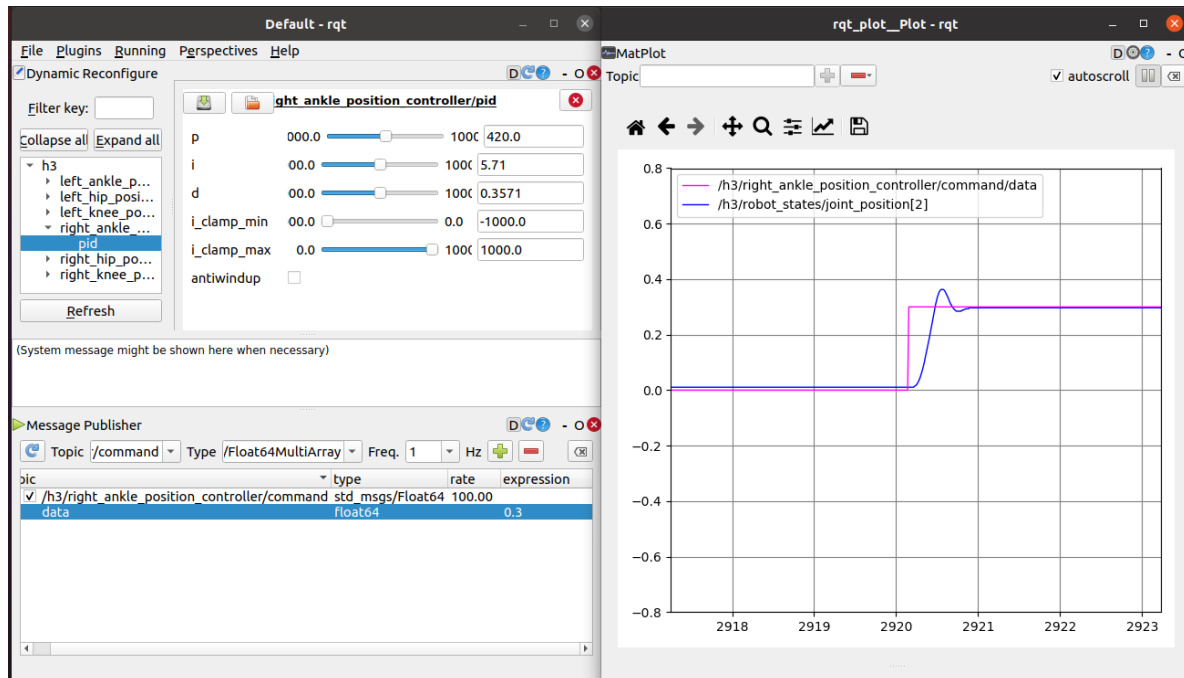 Default - rqt
File Plugins Running Perspectives Help
Dynamic Reconfigure
D - O
Filter key:
Collapse all Expand all
h3
left_ankle_p...
left_hip_posi...
left_knee_po...
right_ankle_...
pid
right_hip_po...
right_knee_p...
Refresh
ght_ankle_position_controller/pid
p 000.0 1000 420.0
i 00.0 1000 5.71
d 00.0 1000 0.3571
i_clamp_min 00.0 0.0 -1000.0
i_clamp_max 0.0 1000 1000.0
antiwindup
(System message might be shown here when necessary)
Message Publisher
D ? - O
Topic /command Type /Float64MultiArray Freq. 1 Hz
pic type rate expression
/h3/right_ankle_position_controller/command std_msgs/Float64 100.00
data float64 0.3
rqt_plot__Plot - rqt
MatPlot
D ? - O
Topic autoscroll
/h3/right_ankle_position_controller/command/data
/h3/robot_states/joint_position[2]
0.8
0.6
0.4
0.2
0.0
−0.2
−0.4
−0.6
−0.8
2918 2919 2920 2921 2922 2923